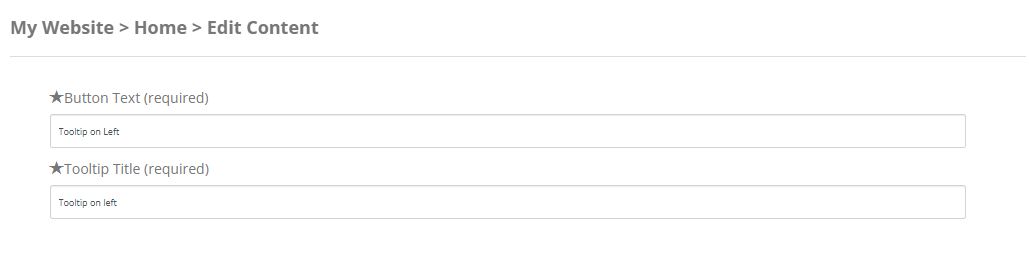 My Website > Home > Edit Content
★Button Text (required)
Tooltip on Left
★Tooltip Title (required)
Tooltip on left